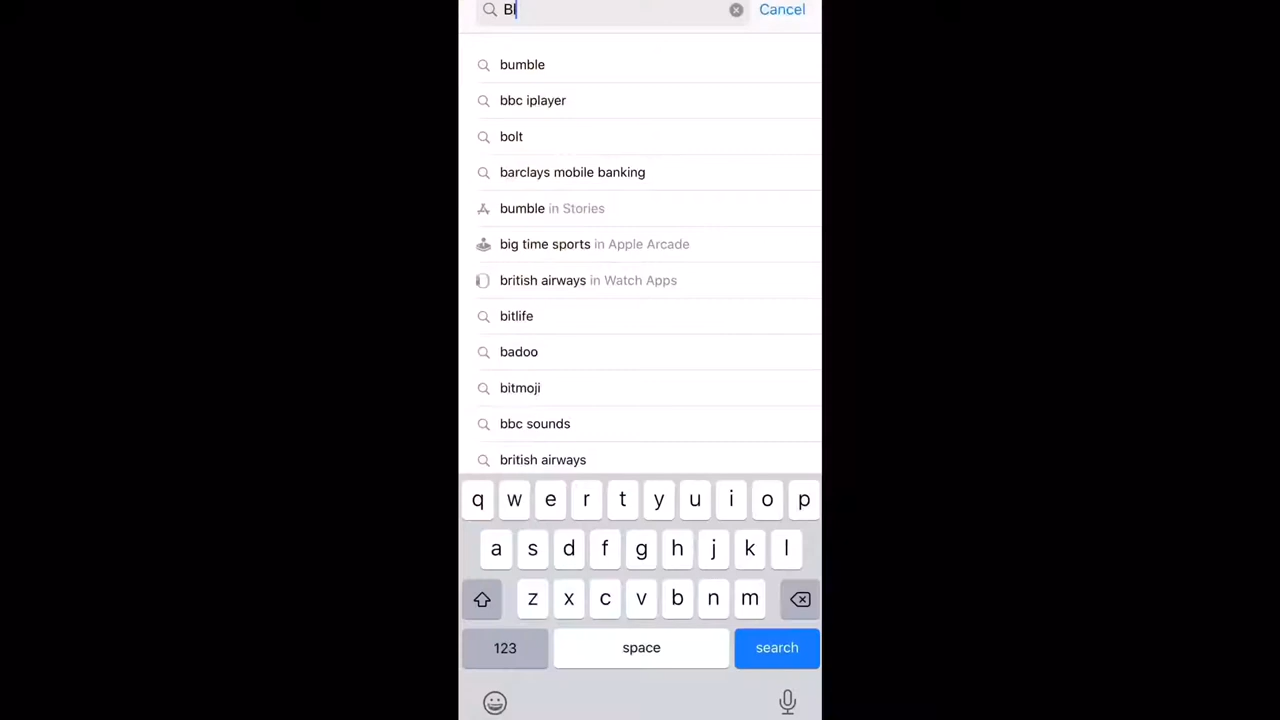 Bl
Cancel
bumble
bbc iplayer
bolt
barclays mobile banking
bumble in Stories
big time sports in Apple Arcade
british airways in Watch Apps
bitlife
badoo
bitmoji
bbc sounds
british airways
q w e r t y u i o p
a s d f g h j k l
z x c v b n m
123 space search